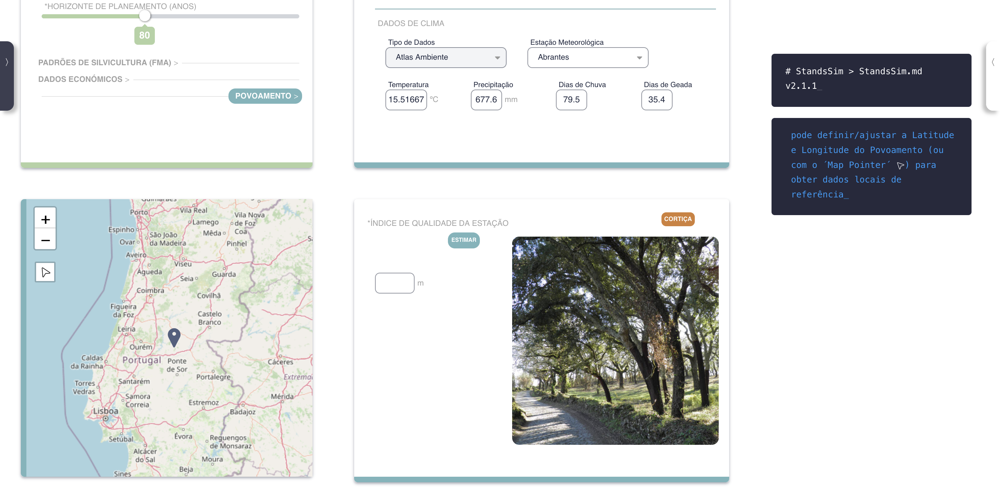 *HORIZONTE DE PLANEAMENTO (ANOS)
80
PADRÕES DE SILVICULTURA (FMA) >
DADOS ECONÓMICOS >
POVOAMENTO >
DADOS DE CLIMA
Tipo de Dados
Estação Meteorológica
Atlas Ambiente
Abrantes
Temperatura
Precipitação
Dias de Chuva
Dias de Geada
15.51667 ºC
677.6 mm
79.5
35.4
# StandsSim > StandsSim.md
v2.1.1_
pode definir/ajustar a Latitude
e Longitude do Povoamento (ou
com o ´Map Pointer´ ) para
obter dados locais de
referência_
+
−
Guimarães
Porto
Vila Real
Vila Nova
de Foz
Coa
Lamego
Espinho
São João
da Madeira
Mêda
Ovar
Pinhel
Aveiro
Viseu
Águeda
Guarda
Seia
Coimbra
Covilhã
Figueira
da Foz
Castelo
Branco
Leiria
Ourém
Caldas
da Rainha
Portugal
Ponte
de Sor
Cáceres
Portalegre
Santarém
Torres
Vedras
Samora
Correia
Mérida
Estremoz
Lisboa
Badajoz
Évora
Setúbal
Reguengos
de Monsaraz
Alcácer
do Sal
Moura
Beja
Sines
*ÍNDICE DE QUALIDADE DA ESTAÇÃO
CORTIÇA
ESTIMAR
m